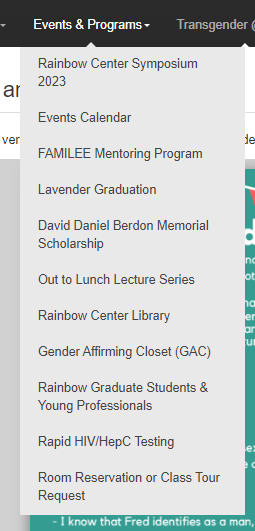 Events & Programs
Transgender @
ar
Rainbow Center Symposium
2023
ver
de
Events Calendar
FAMILEE Mentoring Program
Lavender Graduation
David Daniel Berdon Memorial
Scholarship
Out to Lunch Lecture Series
Rainbow Center Library
Gender Affirming Closet (GAC)
Rainbow Graduate Students &
Young Professionals
Rapid HIV/HepC Testing
Room Reservation or Class Tour
Request
- I know that Fred identifies as a man,